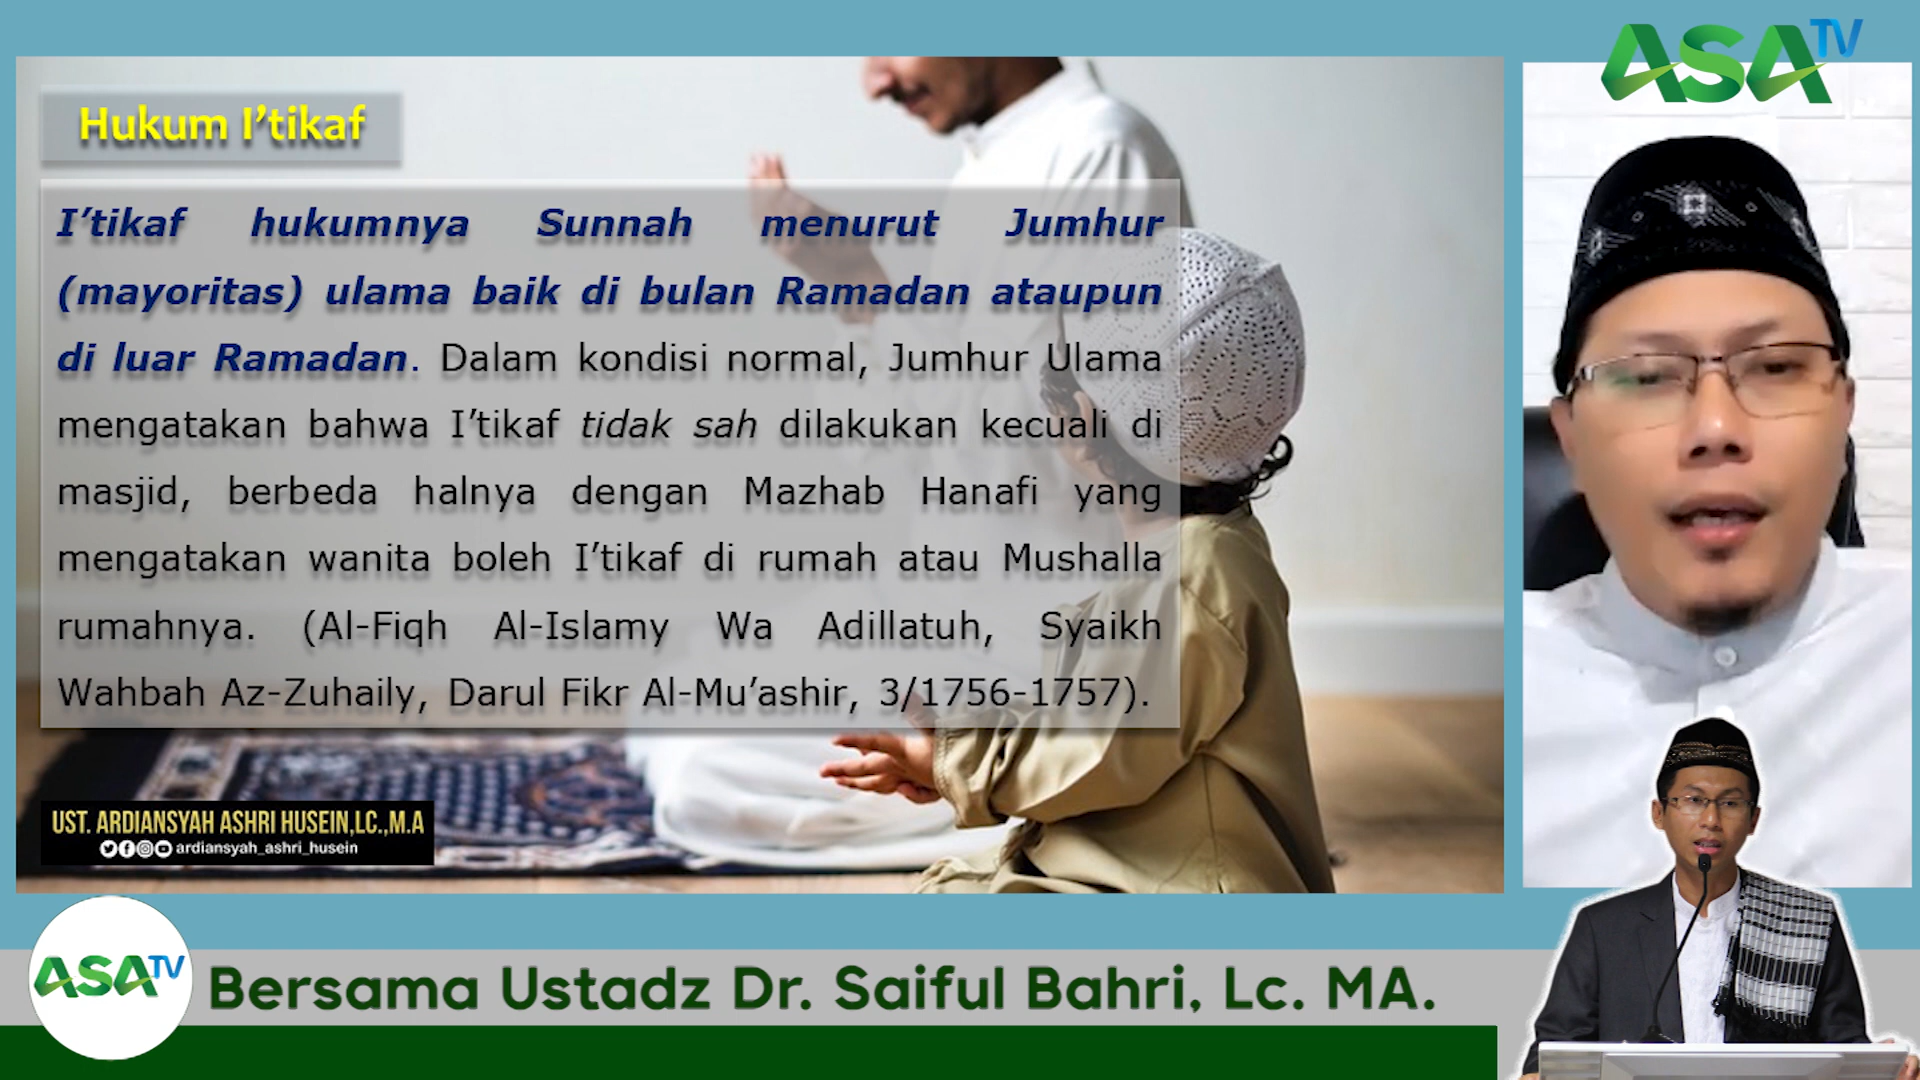 ASA TV
Hukum I’tikaf
I’tikaf hukumnya Sunnah menurut Jumhur
(mayoritas) ulama baik di bulan Ramadan ataupun
di luar Ramadan. Dalam kondisi normal, Jumhur Ulama
mengatakan bahwa I’tikaf tidak sah dilakukan kecuali di
masjid, berbeda halnya dengan Mazhab Hanafi yang
mengatakan wanita boleh I’tikaf di rumah atau Mushalla
rumahnya. (Al-Fiqh Al-Islamy Wa Adillatuh, Syaikh
Wahbah Az-Zuhaily, Darul Fikr Al-Mu’ashir, 3/1756-1757).
UST. ARDIANSYAH ASHRI HUSEIN,LC.,M.A
ardiansyah_ashri_husein
ASA TV
Bersama Ustadz Dr. Saiful Bahri, Lc. MA.